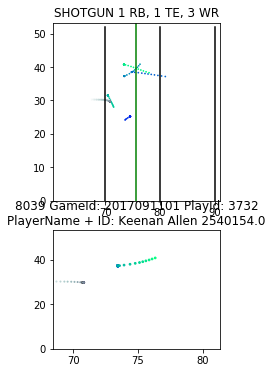 SHOTGUN 1 RB, 1 TE, 3 WR
50
40
30
20
10
0
70 80 90
8039 GameId: 2017091101 PlayId: 3732
PlayerName + ID: Keenan Allen 2540154.0
40
20
0
70 75 80